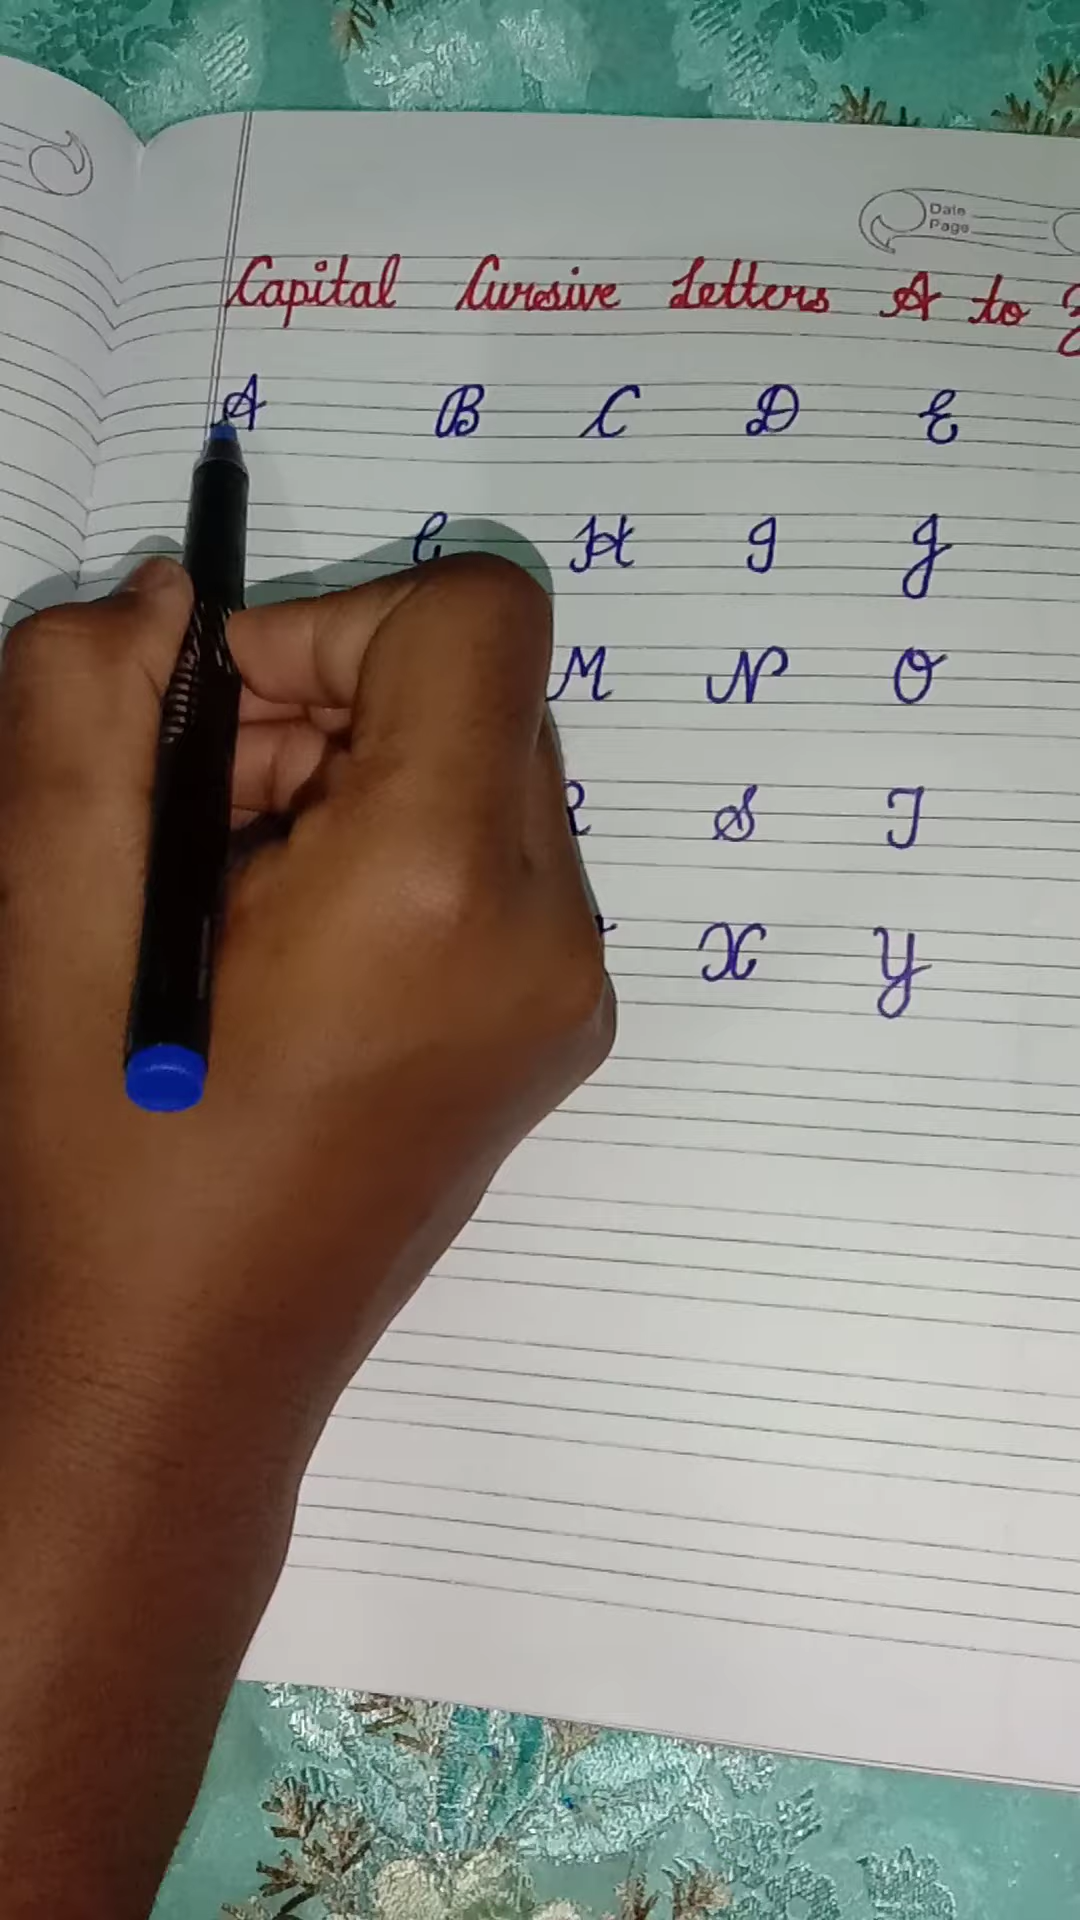 Date
Page
Capital Cursive Letters A to Z
A B C D E
G H I J
M N O
R S T
X Y